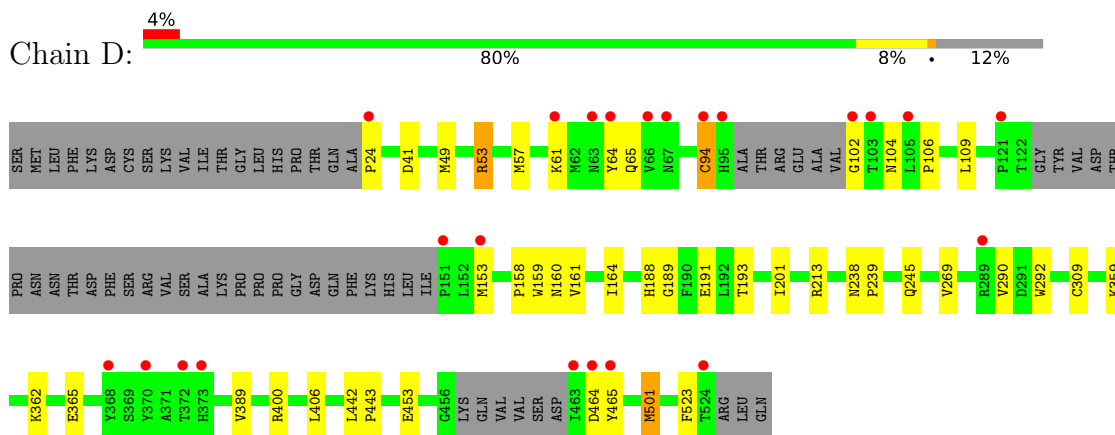 4%
Chain D:
80% 8% • 12%
SER MET LEU PHE LYS ASP CYS SER LYS VAL ILE THR GLY LEU HIS PRO THR GLN ALA P24 D41 M49 R53 M57 K61 M62 N63 Y64 Q65 V66 N67 C94 H95 ALA THR ARG GLU ALA VAL G102 T103 N104 L105 P106 L109 P121 T122 GLY TYR VAL ASP THR
PRO ASN ASN THR ASP PHE SER ARG VAL SER ALA LYS PRO PRO PRO GLY ASP GLN PHE LYS HIS LEU ILE P151 L152 M153 P158 W159 N160 V161 I164 H188 G189 F190 E191 L192 T193 I201 R213 N238 P239 Q245 V269 R289 V290 D291 W292 C309 K359
K362 E365 Y368 S369 Y370 A371 T372 H373 V389 R400 L406 L442 P443 E453 G456 LYS GLN VAL VAL SER ASP I463 D464 Y465 M501 F523 T524 ARG LEU GLN